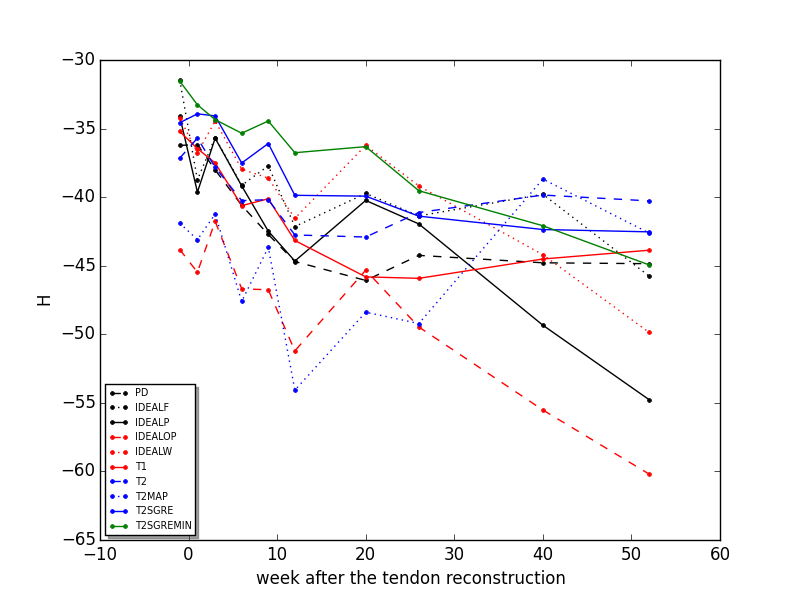 −30
−35
−40
−45
−50
−55
−60
−65
H
PD
IDEALF
IDEALP
IDEALOP
IDEALW
T1
T2
T2MAP
T2SGRE
T2SGREMIN
−10 0 10 20 30 40 50 60
week after the tendon reconstruction